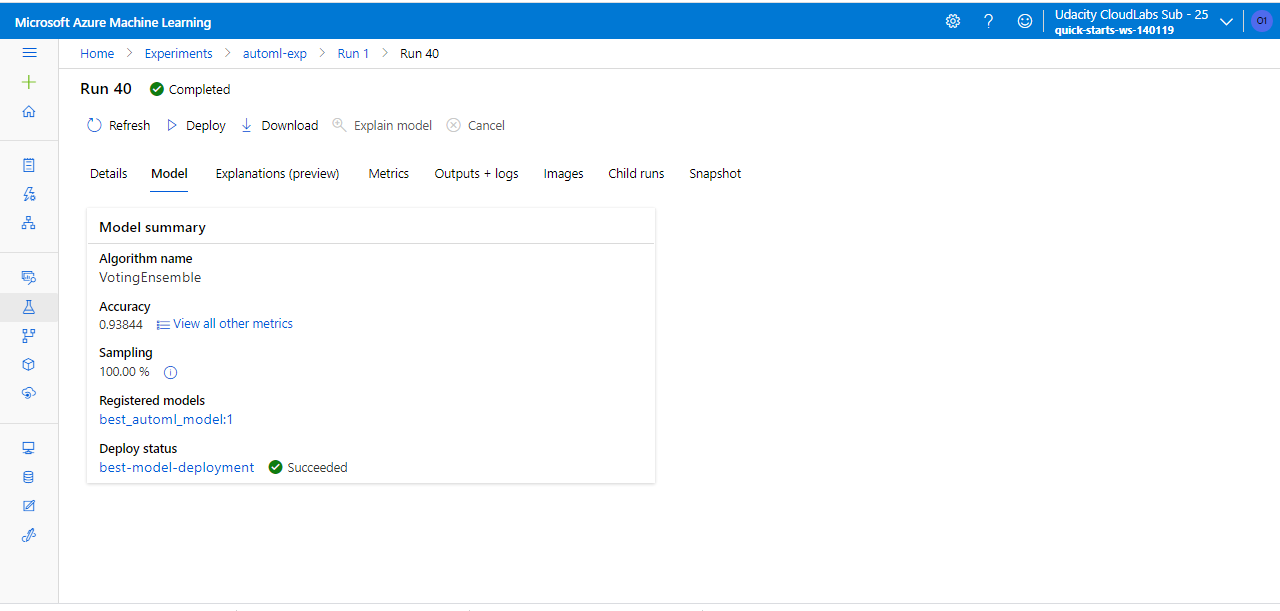 Microsoft Azure Machine Learning
Udacity CloudLabs Sub - 25
quick-starts-ws-140119
O1
Home > Experiments > automl-exp > Run 1 > Run 40
Run 40 Completed
Refresh Deploy Download Explain model Cancel
Details Model Explanations (preview) Metrics Outputs + logs Images Child runs Snapshot
Model summary
Algorithm name
VotingEnsemble
Accuracy
0.93844 View all other metrics
Sampling
100.00 %
Registered models
best_automl_model:1
Deploy status
best-model-deployment Succeeded